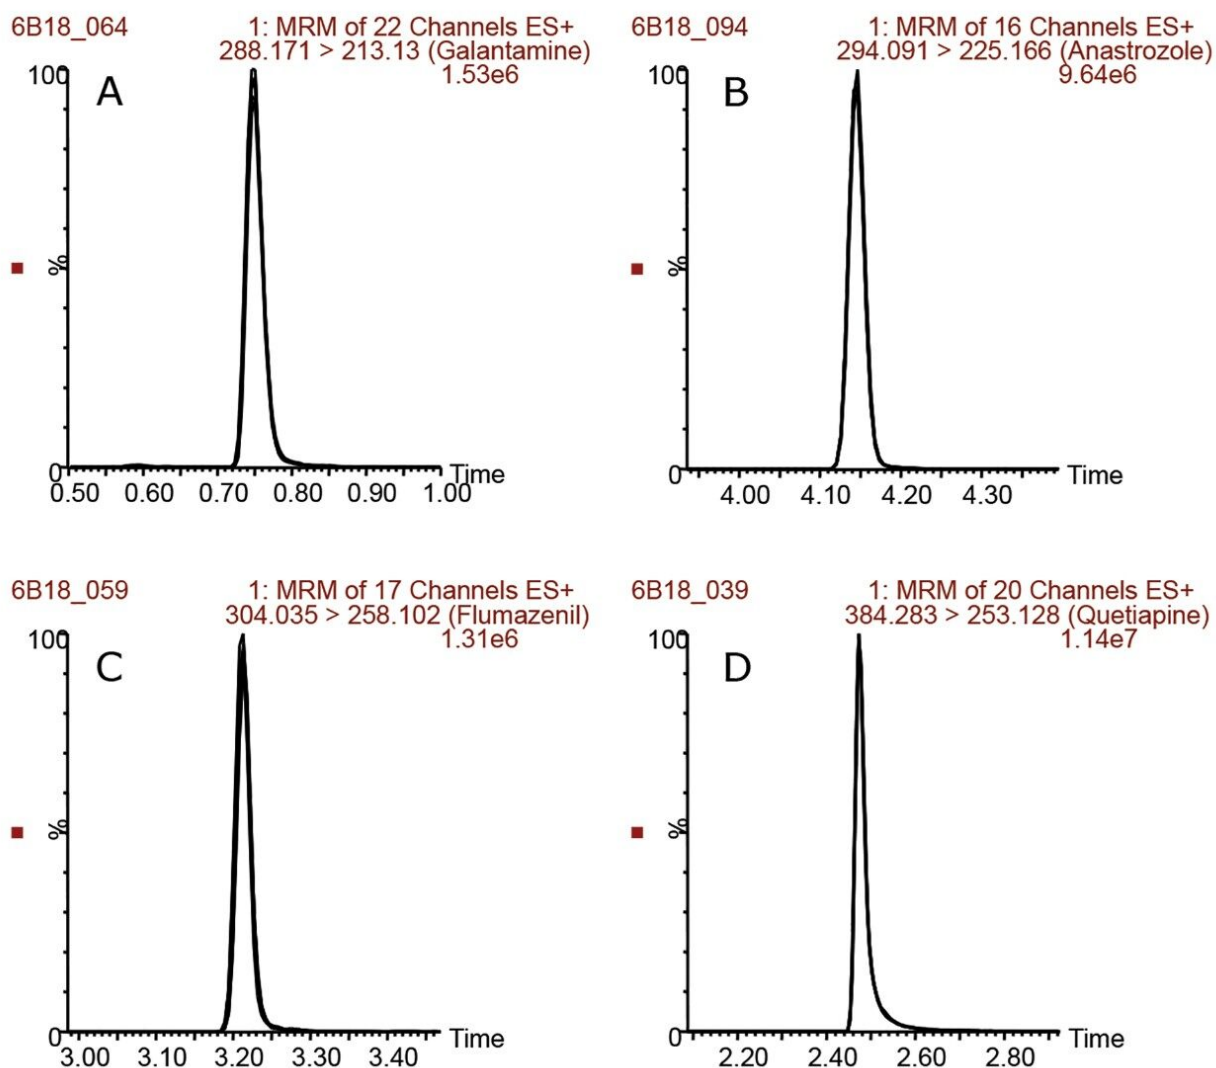 6B18_064
1: MRM of 22 Channels ES+
288.171 > 213.13 (Galantamine)
1.53e6
100
A
%
0
0.50 0.60 0.70 0.80 0.90 1.00
Time
6B18_094
1: MRM of 16 Channels ES+
294.091 > 225.166 (Anastrozole)
9.64e6
100
B
%
0
4.00 4.10 4.20 4.30
Time
6B18_059
1: MRM of 17 Channels ES+
304.035 > 258.102 (Flumazenil)
1.31e6
100
C
%
0
3.00 3.10 3.20 3.30 3.40
Time
6B18_039
1: MRM of 20 Channels ES+
384.283 > 253.128 (Quetiapine)
1.14e7
100
D
%
0
2.20 2.40 2.60 2.80
Time